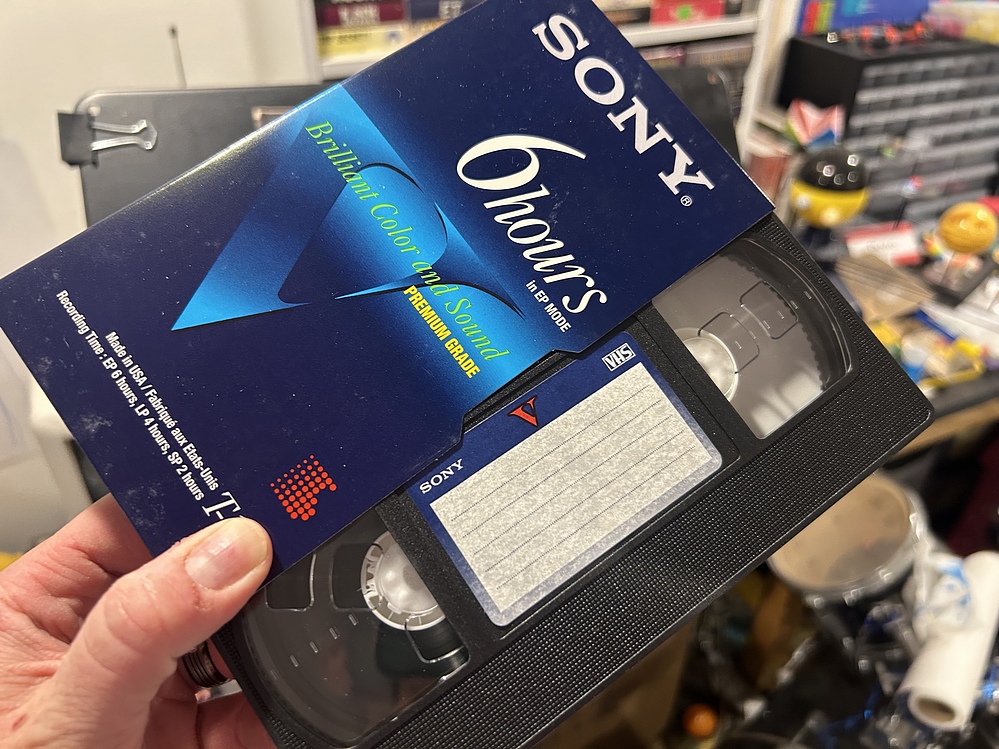 SONY®
6hours
in EP MODE
Brilliant Color and Sound
PREMIUM GRADE
Made in USA / Fabriqué aux Etats-Unis
Recording Time : EP 6 hours, LP 4 hours, SP 2 hours
T-
VHS
V
SONY